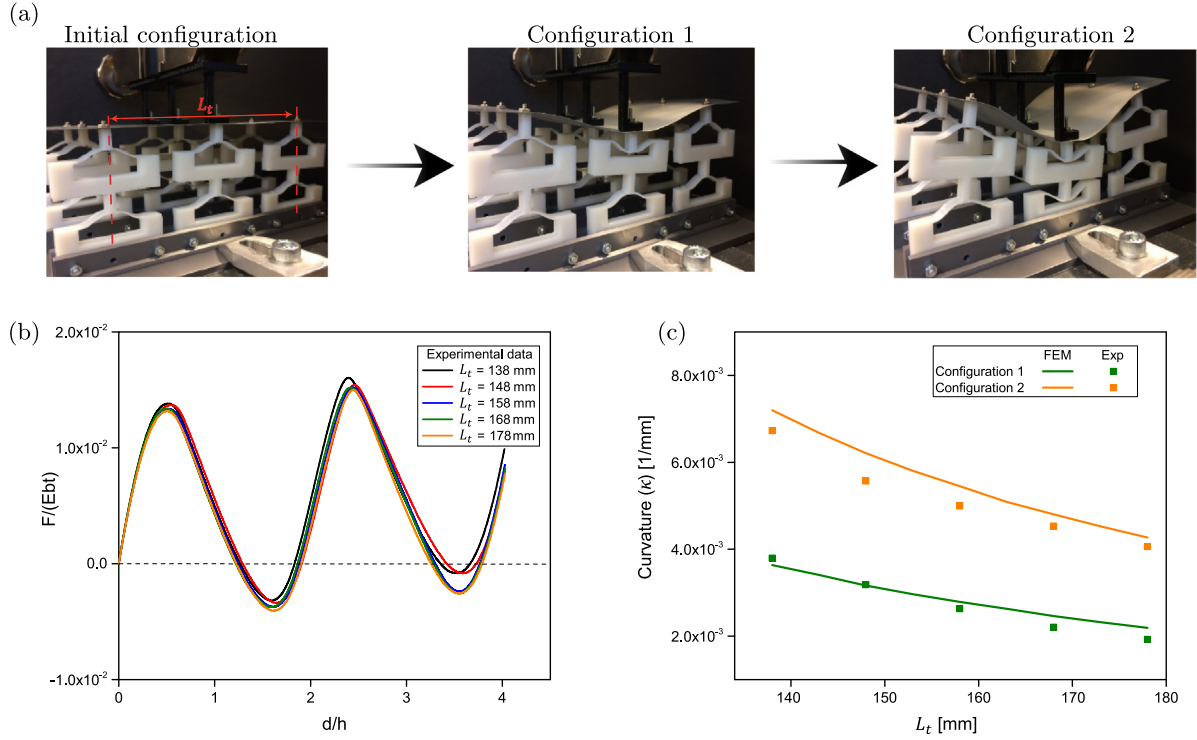 (a)
Initial configuration
Configuration 1
Configuration 2
L_t
(b)
2.0x10⁻²
1.0x10⁻²
0.0
-1.0x10⁻²
F/(Ebt)
0 1 2 3 4
d/h
Experimental data
L_t = 138 mm
L_t = 148 mm
L_t = 158 mm
L_t = 168 mm
L_t = 178 mm
(c)
8.0x10⁻³
6.0x10⁻³
4.0x10⁻³
2.0x10⁻³
Curvature (κ) [1/mm]
140 150 160 170 180
L_t [mm]
FEM Exp
Configuration 1
Configuration 2